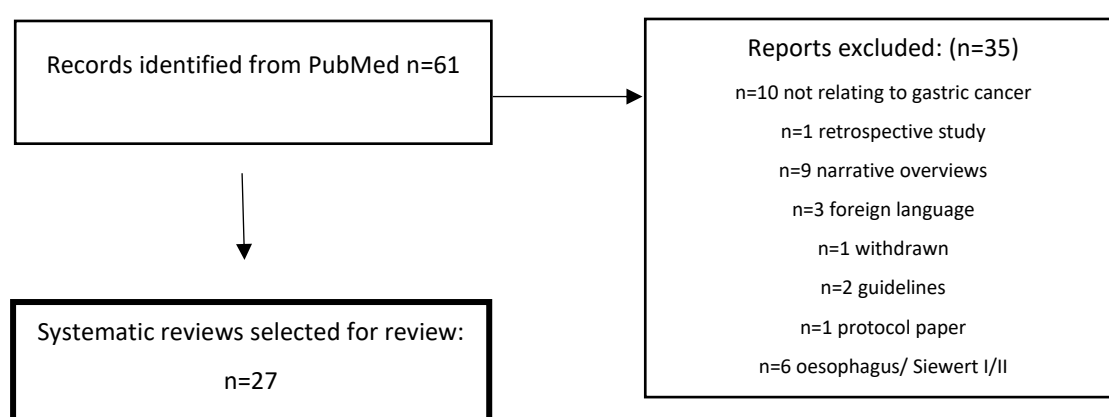 Records identified from PubMed n=61
Reports excluded: (n=35)
n=10 not relating to gastric cancer
n=1 retrospective study
n=9 narrative overviews
n=3 foreign language
n=1 withdrawn
n=2 guidelines
n=1 protocol paper
n=6 oesophagus/ Siewert I/II
Systematic reviews selected for review:
n=27